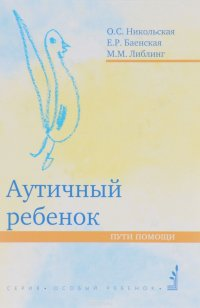 О.С. Никольская
Е.Р. Баенская
М.М. Либлинг
Аутичный
ребенок
ПУТИ ПОМОЩИ
СЕРИЯ • ОСОБЫЙ РЕБЕНОК •